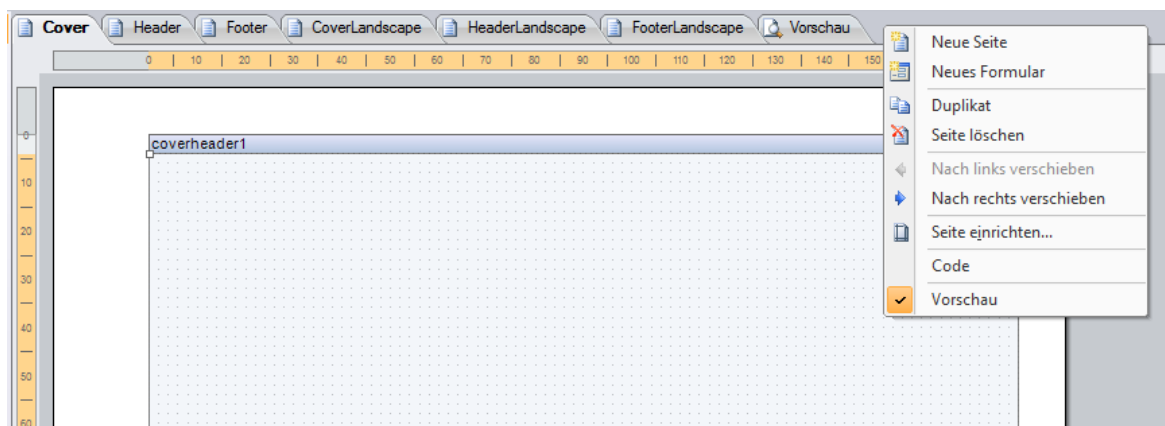 Cover Header Footer CoverLandscape HeaderLandscape FooterLandscape Vorschau
0 10 20 30 40 50 60 70 80 90 100 110 120 130 140 150
coverheader1
0
10
20
30
40
50
60
Neue Seite
Neues Formular
Duplikat
Seite löschen
Nach links verschieben
Nach rechts verschieben
Seite einrichten...
Code
Vorschau